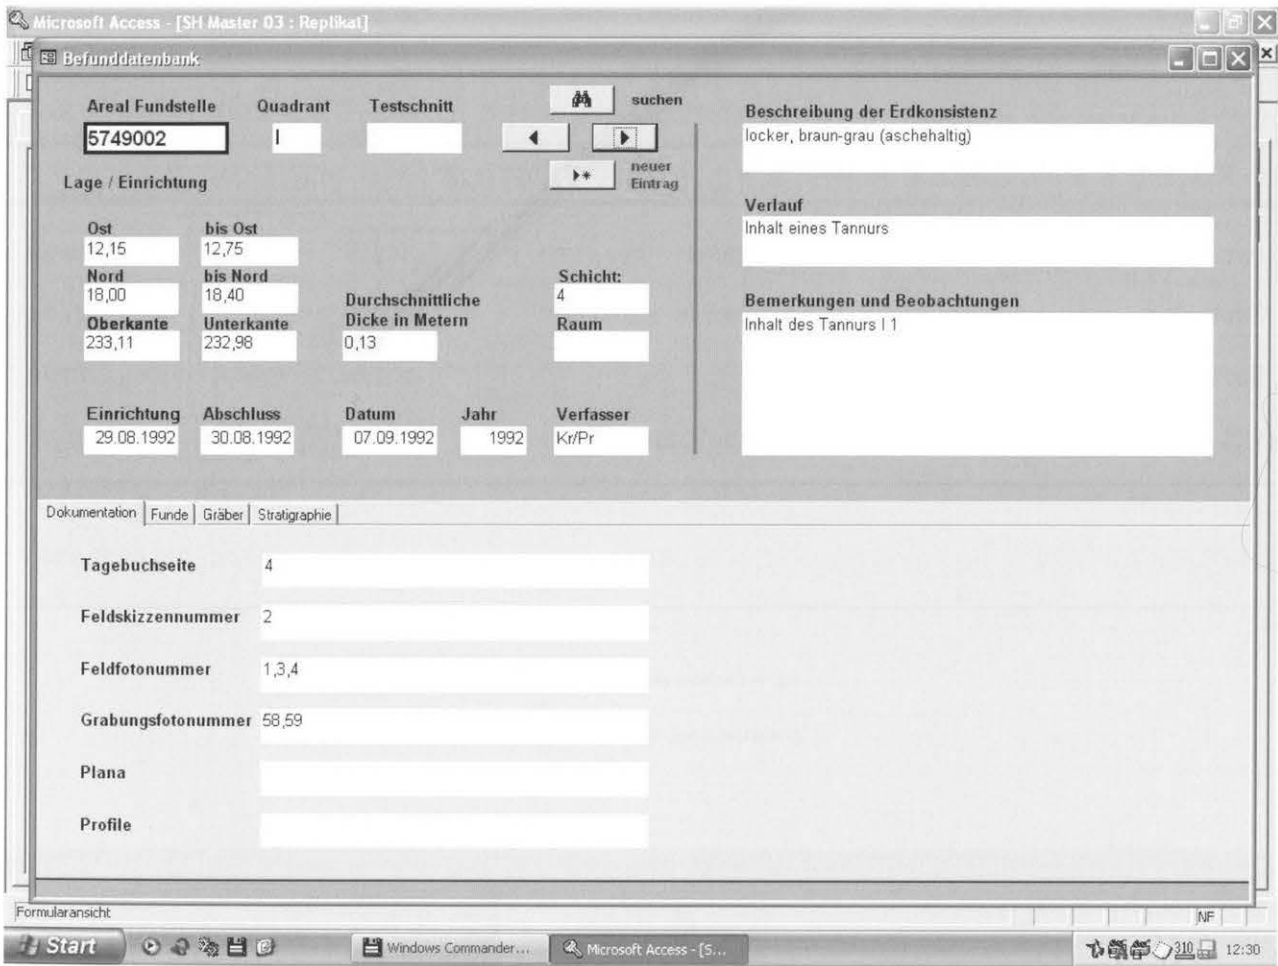 Microsoft Access - [SH Master 03 : Replikat]
Befunddatenbank
Areal Fundstelle Quadrant Testschnitt suchen
5749002 I
neuer
Eintrag
Lage / Einrichtung
Ost bis Ost
12,15 12,75
Nord bis Nord Schicht:
18,00 18,40 4
Durchschnittliche
Oberkante Unterkante Dicke in Metern Raum
233,11 232,98 0,13
Einrichtung Abschluss Datum Jahr Verfasser
29.08.1992 30.08.1992 07.09.1992 1992 Kr/Pr
Beschreibung der Erdkonsistenz
locker, braun-grau (aschehaltig)
Verlauf
Inhalt eines Tannurs
Bemerkungen und Beobachtungen
Inhalt des Tannurs I 1
Dokumentation Funde Gräber Stratigraphie
Tagebuchseite 4
Feldskizzennummer 2
Feldfotonummer 1,3,4
Grabungsfotonummer 58,59
Plana
Profile
Formularansicht NF
Start Windows Commander... Microsoft Access - [S... 310 12:30